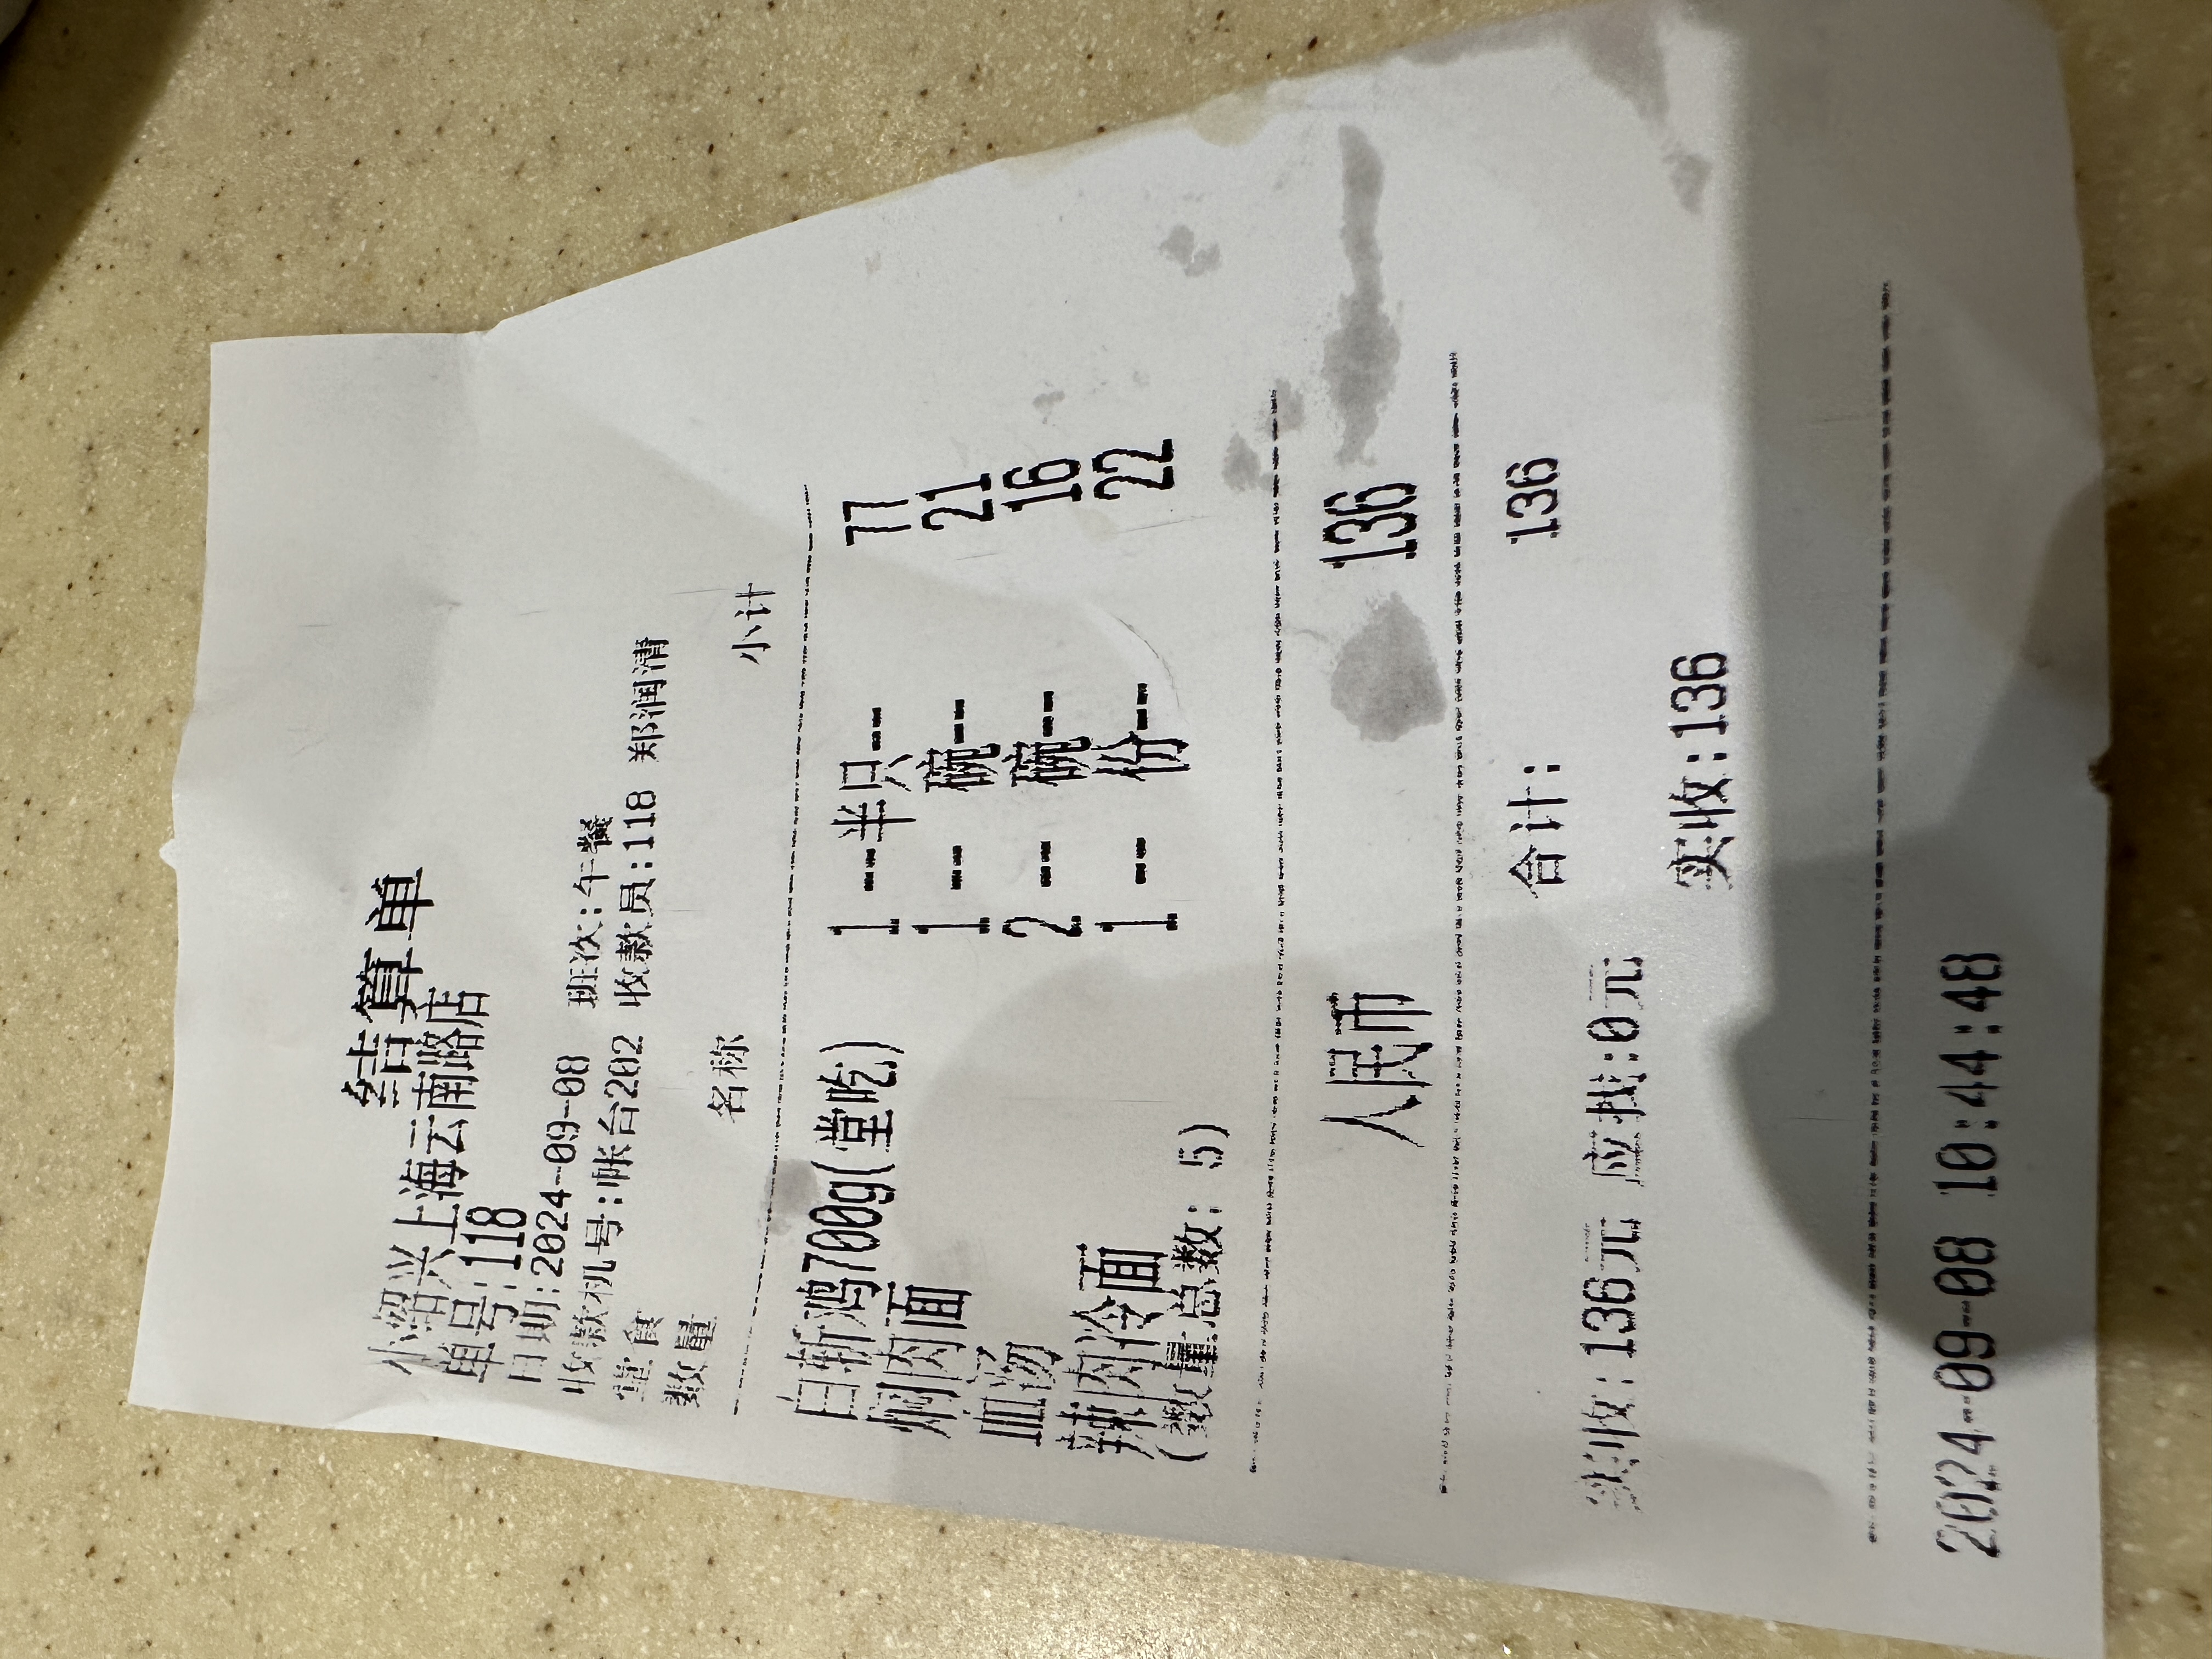 结算单
小绍兴上海云南路店
单号:118
日期:2024-09-08 班次:午餐
收款机号:帐台202 收款员:118 郑润清
堂食
数量 名称 小计
白斩鸡700g(堂吃) 1 --半只-- 77
焖肉面 1 -- 碗-- 21
血汤 2 -- 碗-- 16
辣肉冷面 1 -- 份-- 22
(数量总数: 5)
人民币 136
合计: 136
实收:136元 应找:0元
实收:136
2024-09-08 10:44:48